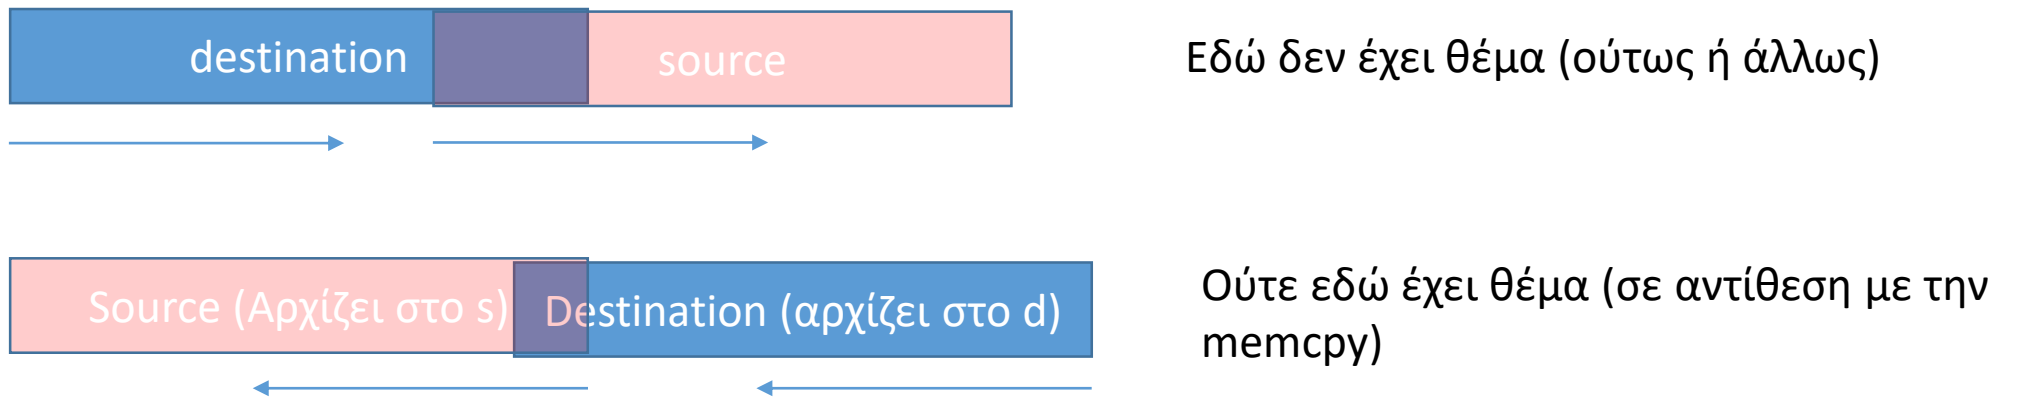 destination
source
Εδώ δεν έχει θέμα (ούτως ή άλλως)
Source (Αρχίζει στο s)
Destination (αρχίζει στο d)
Ούτε εδώ έχει θέμα (σε αντίθεση με την
memcpy)